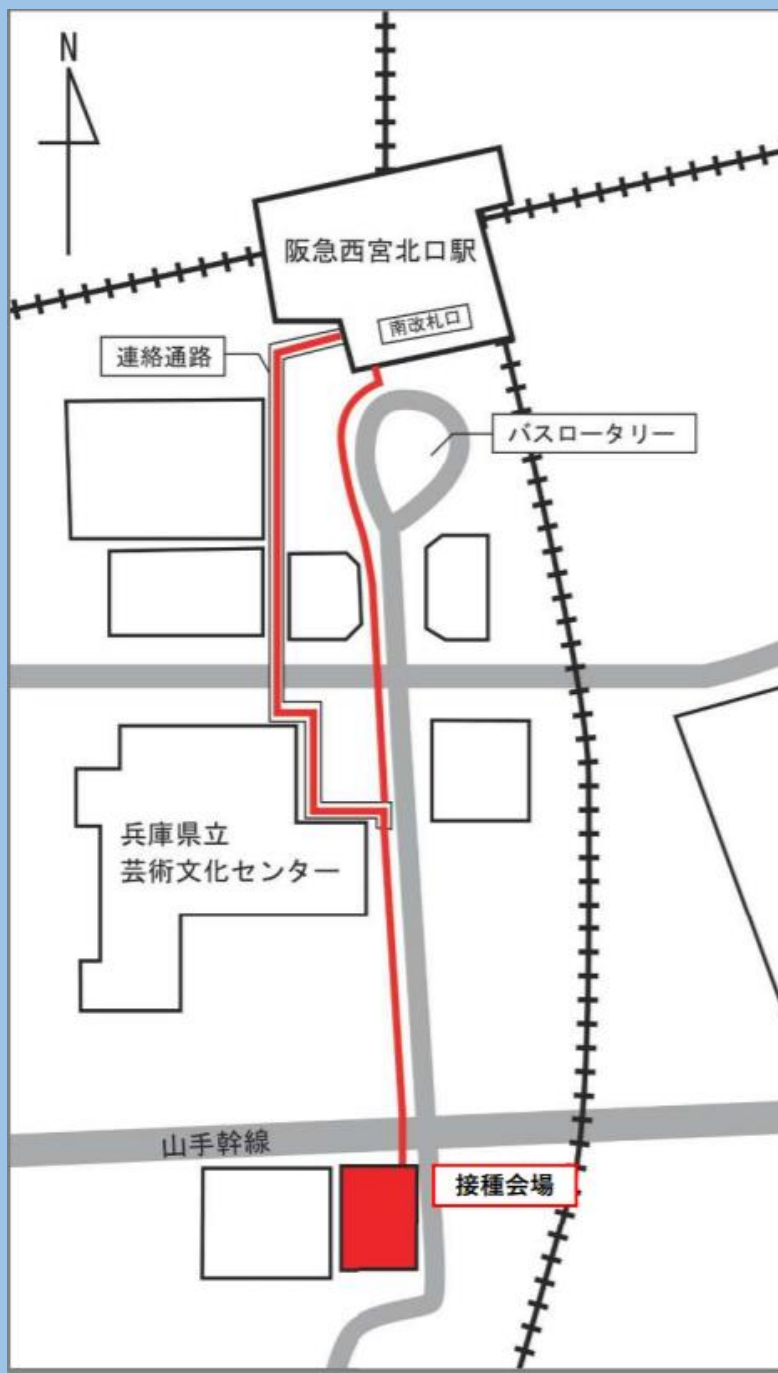 N
阪急西宮北口駅
南改札口
連絡通路
バスロータリー
兵庫県立
芸術文化センター
山手幹線
接種会場